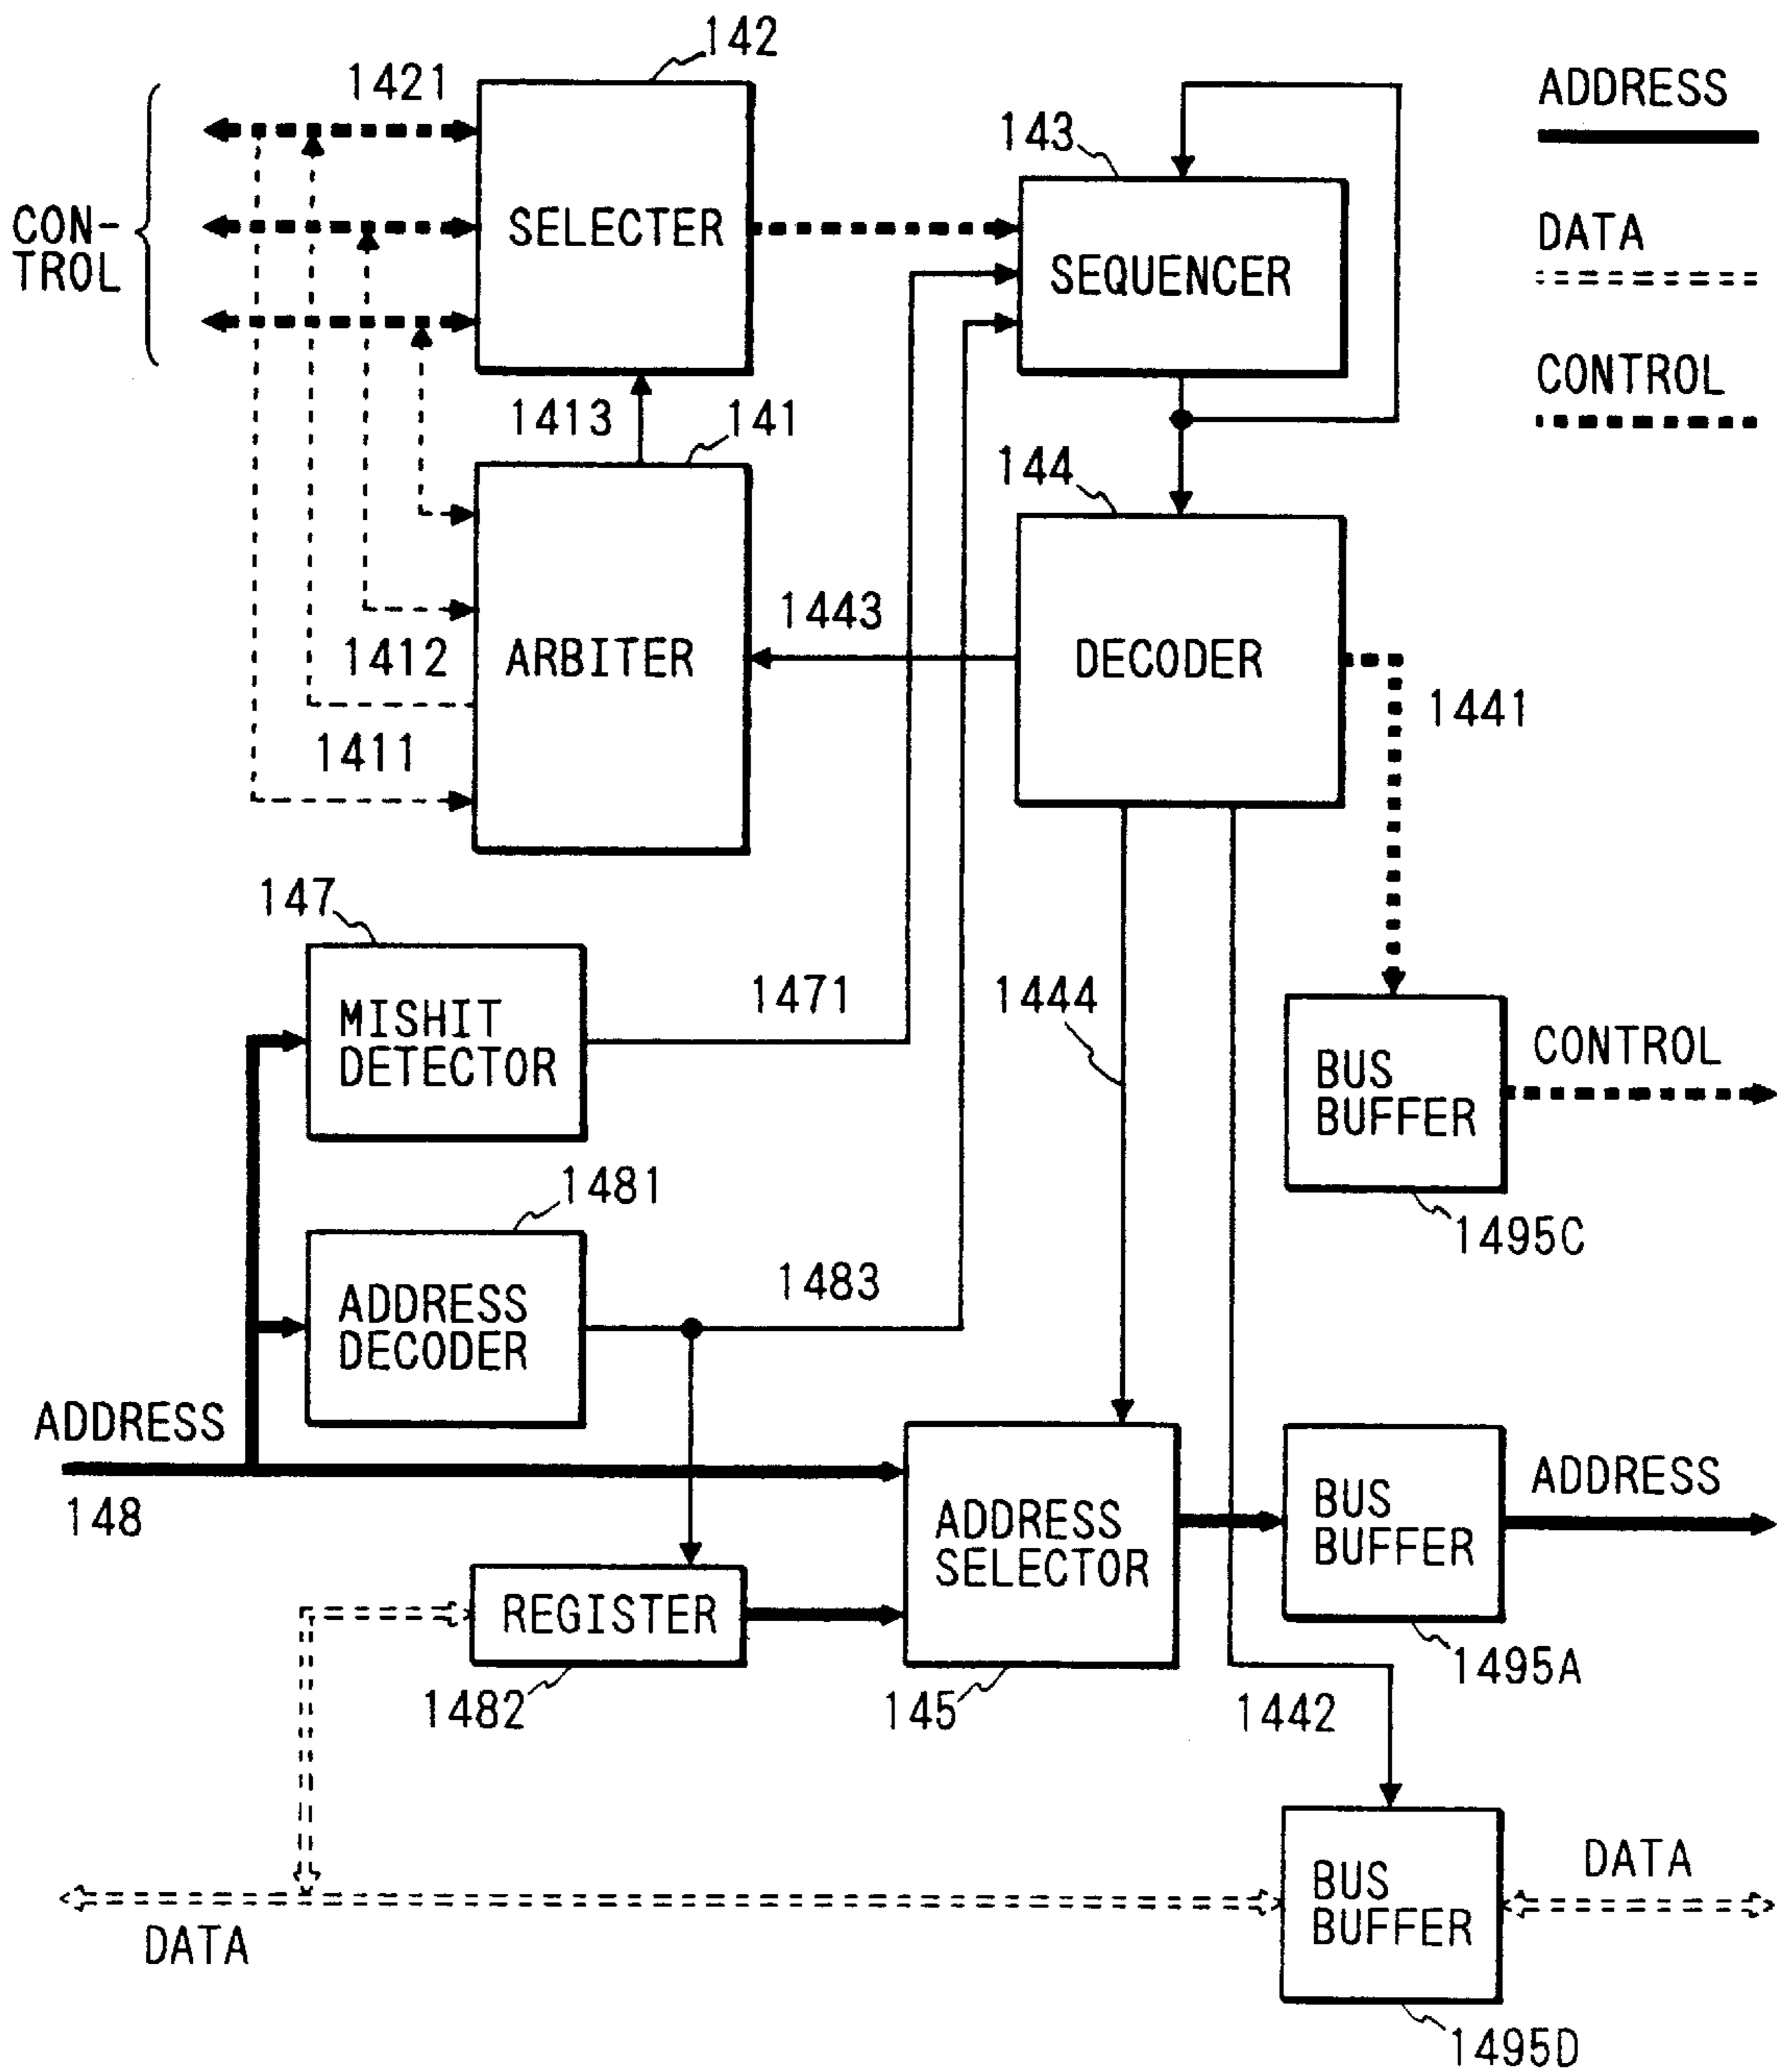 142
1421
ADDRESS
143
CON-
TROL
SELECTER
SEQUENCER
DATA
CONTROL
1413
141
144
1443
1412
ARBITER
DECODER
1441
1411
147
MISHIT
DETECTOR
1471
1444
BUS
BUFFER
CONTROL
1481
1495C
ADDRESS
DECODER
1483
ADDRESS
148
ADDRESS
SELECTOR
BUS
BUFFER
ADDRESS
REGISTER
1482
145
1442
1495A
DATA
BUS
BUFFER
DATA
1495D